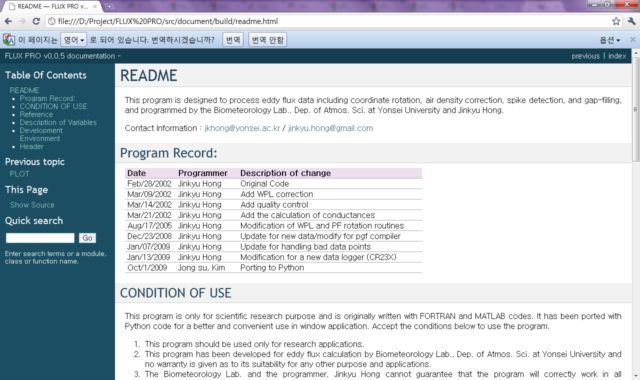 README — FLUX PRO v0...
file:///D:/Project/FLUX%20PRO/src/document/build/readme.html
이 페이지는 영어 로 되어 있습니다. 번역하시겠습니까? 번역 번역 안함 옵션
FLUX PRO v0.0.5 documentation »
previous | index
Table Of Contents
README
Program Record:
CONDITION OF USE
Reference
Description of Variables
Development
Environment
Header
Previous topic
PLOT
This Page
Show Source
Quick search
Go
Enter search terms or a module,
class or function name.
README
This program is designed to process eddy flux data including coordinate rotation, air density correction, spike detection, and gap-filling,
and programmed by the Biometeorology Lab., Dep. of Atmos. Sci. at Yonsei University and Jinkyu Hong.
Contact Information : jkhong@yonsei.ac.kr / jinkyu.hong@gmail.com
Program Record:
Date Programmer Description of change
Feb/28/2002 Jinkyu Hong Original Code
Mar/09/2002 Jinkyu Hong Add WPL correction
Mar/14/2002 Jinkyu Hong Add quality control
Mar/21/2002 Jinkyu Hong Add the calculation of conductances
Aug/17/2005 Jinkyu Hong Modification of WPL and PF rotation routines
Dec/23/2008 Jinkyu Hong Update for new data/modify for pgf compiler
Jan/07/2009 Jinkyu Hong Update for handling bad data points
Jan/13/2009 Jinkyu Hong Modification for a new data logger (CR23X)
Oct/1/2009 Jong su, Kim Porting to Python
CONDITION OF USE
This program is only for scientific research purpose and is originally written with FORTRAN and MATLAB codes. It has been ported with
Python code for a better and convenient use in window application. Accept the conditions below to use the program.
1. This program should be used only for research applications.
2. This program has been developed for eddy flux calculation by Biometeorology Lab., Dep. of Atmos. Sci. at Yonsei University and
no warranty is given as to its suitability for any other purpose and applications.
3. The Biometeorology Lab. and the programmer, Jinkyu Hong cannot guarantee that the program will correctly work in all